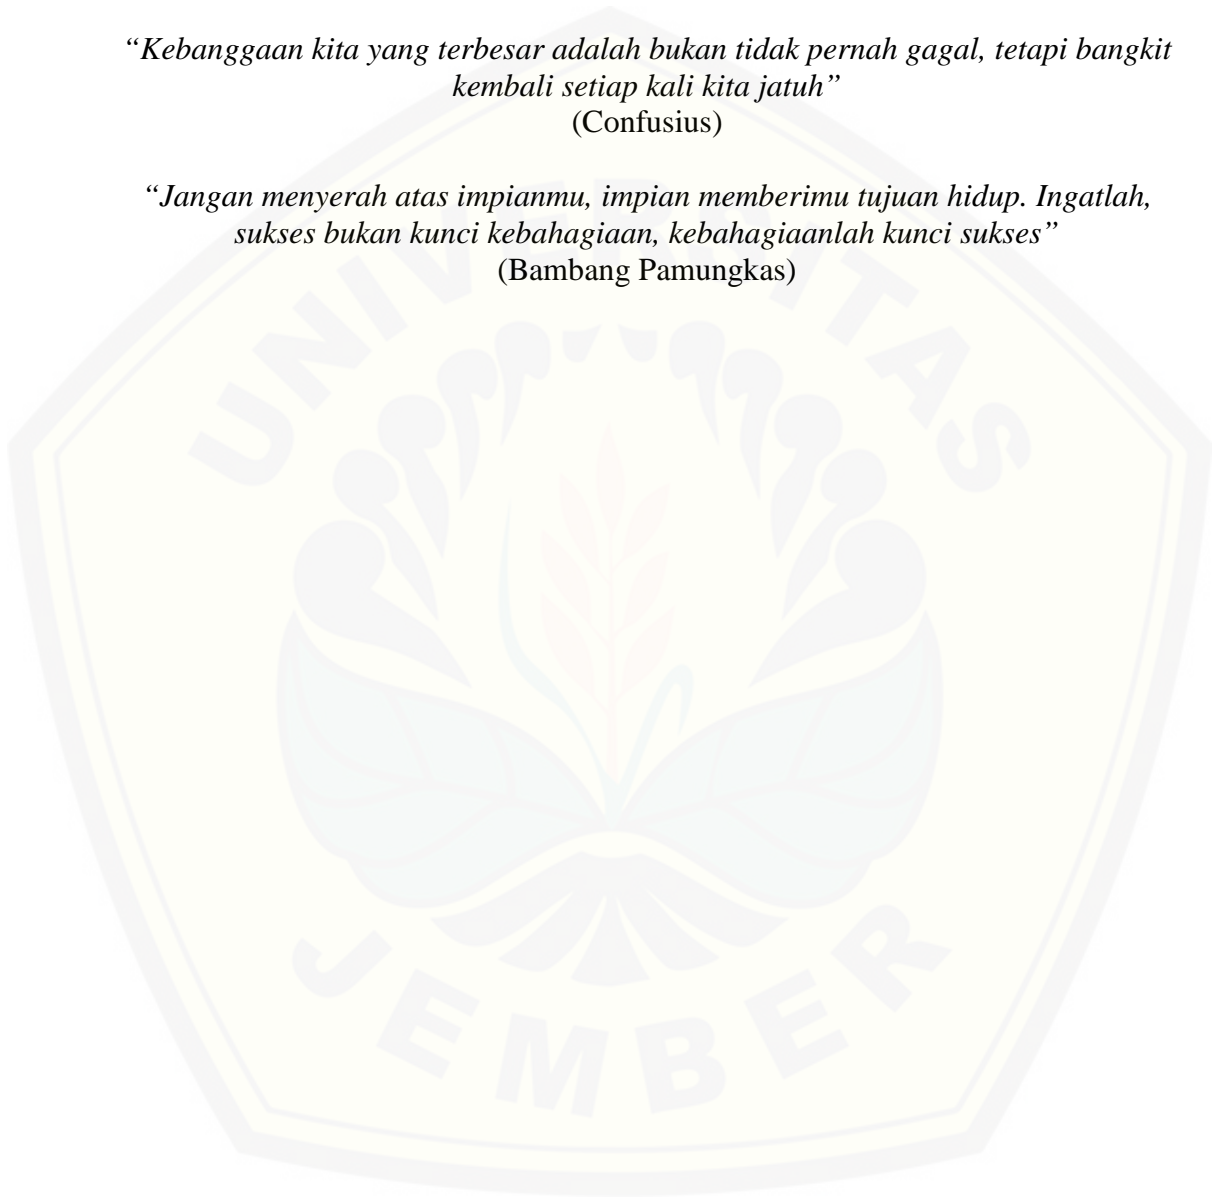 “Kebanggaan kita yang terbesar adalah bukan tidak pernah gagal, tetapi bangkit
kembali setiap kali kita jatuh”
(Confusius)
“Jangan menyerah atas impianmu, impian memberimu tujuan hidup. Ingatlah,
sukses bukan kunci kebahagiaan, kebahagiaanlah kunci sukses”
(Bambang Pamungkas)
UNIVERSITAS
JEMBER